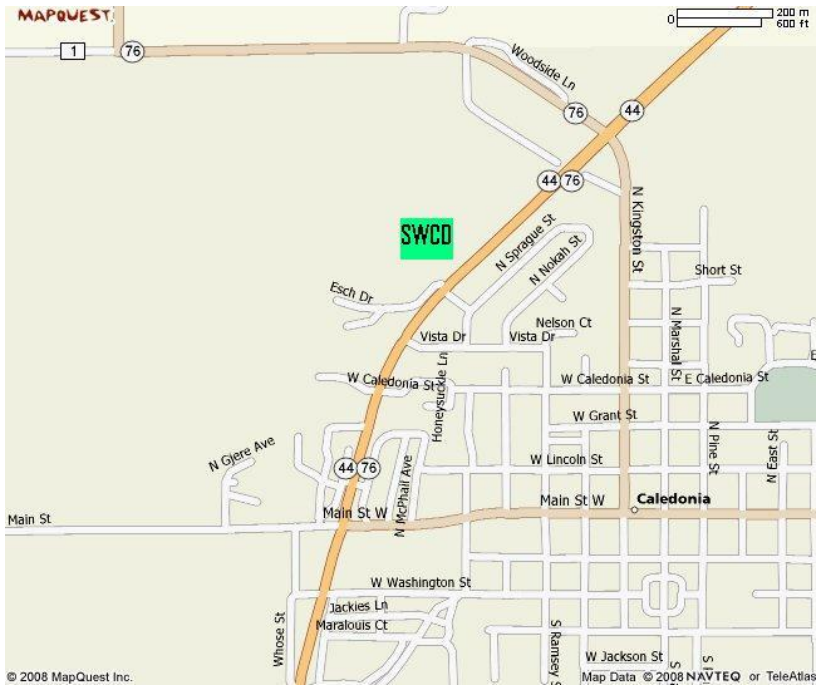 MAPQUEST
0
200 m
600 ft
1
76
Woodside Ln
76
44
44
76
N Kingston St
SWCD
N Sprague St
N Nokah St
Short St
Esch Dr
N Marshal St
Nelson Ct
Vista Dr
Vista Dr
Honeysuckle Ln
W Caledonia St
W Caledonia St
E Caledonia St
E
W Grant St
N Pine St
N East St
N Gjere Ave
44
76
N McPhail Ave
W Lincoln St
Main St W
Caledonia
Main St
Main St W
W Washington St
Jackies Ln
Maralouis Ct
Whose St
S Ramsey S
W Jackson St
S
© 2008 MapQuest Inc.
Map Data © 2008 NAVTEQ or TeleAtlas